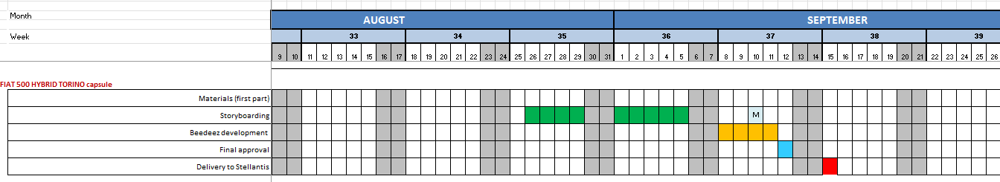 Month AUGUST SEPTEMBER
Week 33 34 35 36 37 38 39
9 10 11 12 13 14 15 16 17 18 19 20 21 22 23 24 25 26 27 28 29 30 31 1 2 3 4 5 6 7 8 9 10 11 12 13 14 15 16 17 18 19 20 21 22 23 24 25 26
FIAT 500 HYBRID TORINO capsule
Materials (first part)
Storyboarding M
Beedeez development
Final approval
Delivery to Stellantis